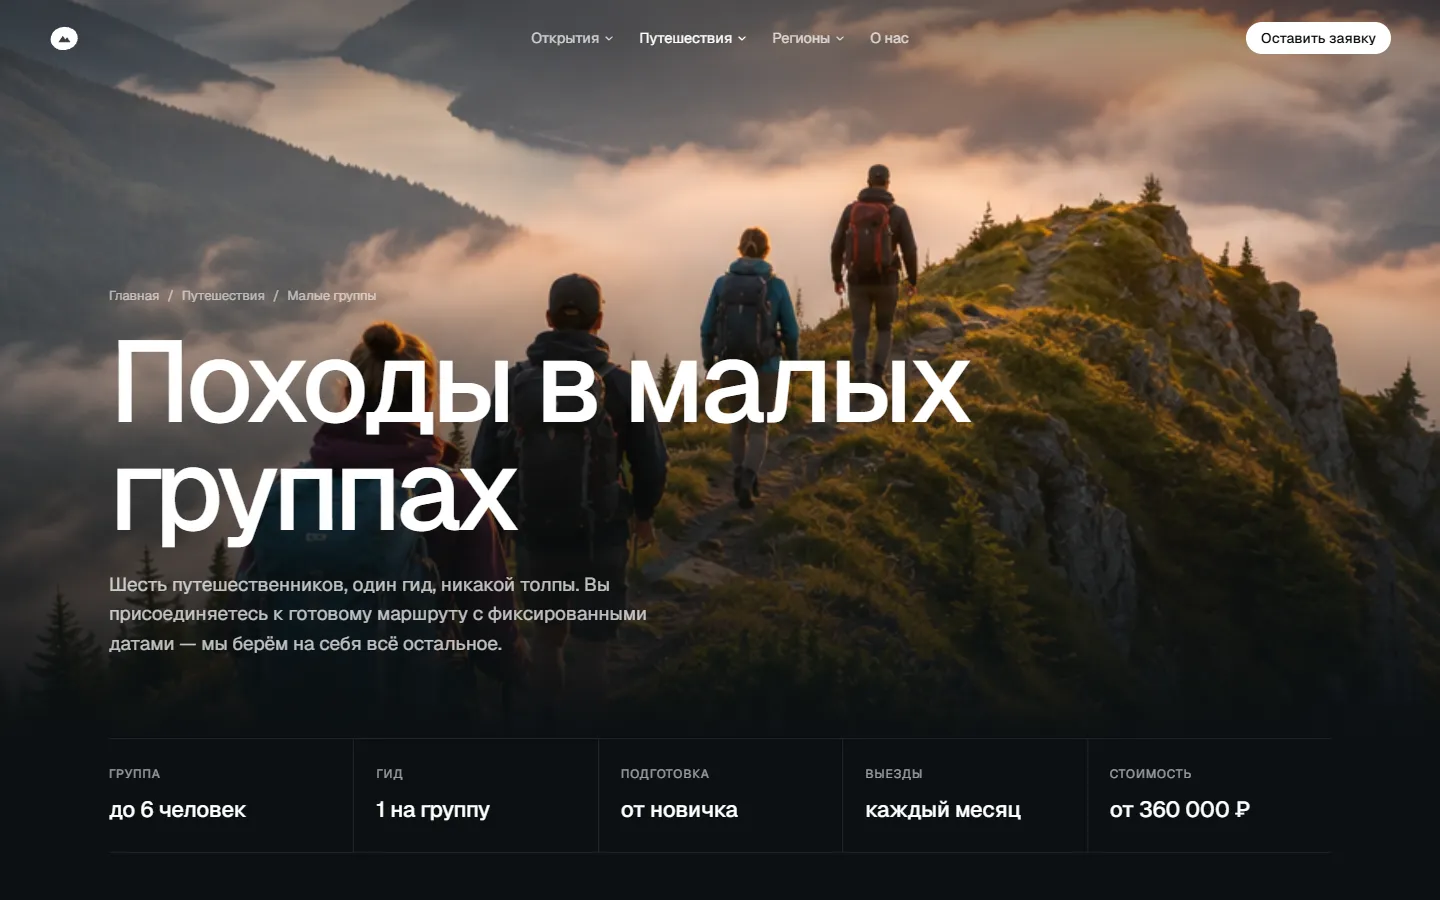 Открытия Путешествия Регионы О нас Оставить заявку
Главная / Путешествия / Малые группы
Походы в малых
группах
Шесть путешественников, один гид, никакой толпы. Вы
присоединяетесь к готовому маршруту с фиксированными
датами — мы берём на себя всё остальное.
ГРУППА ГИД ПОДГОТОВКА ВЫЕЗДЫ СТОИМОСТЬ
до 6 человек 1 на группу от новичка каждый месяц от 360 000 ₽